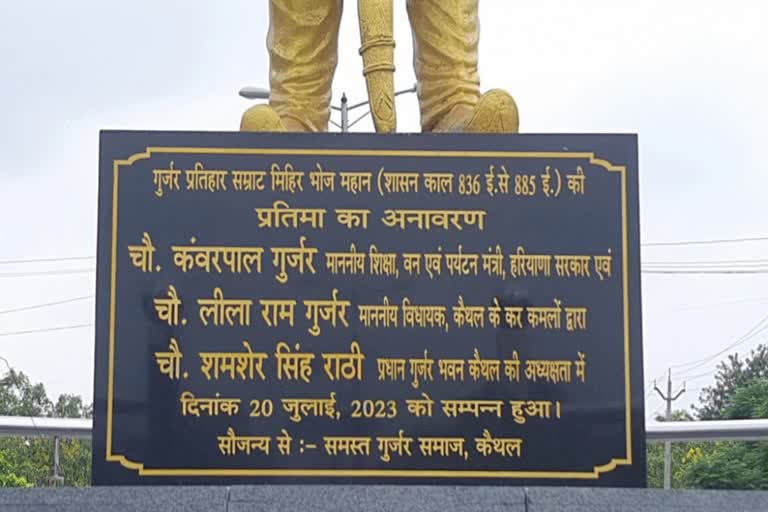 गुर्जर प्रतिहार सम्राट मिहिर भोज महान (शासन काल 836 ई.से 885 ई.) की
प्रतिमा का अनावरण
चौ. कंवरपाल गुर्जर माननीय शिक्षा, वन एवं पर्यटन मंत्री, हरियाणा सरकार एवं
चौ. लीला राम गुर्जर माननीय विधायक, कैथल के कर कमलों द्वारा
चौ. शमशेर सिंह राठी प्रधान गुर्जर भवन कैथल की अध्यक्षता में
दिनांक 20 जुलाई, 2023 को सम्पन्न हुआ।
सौजन्य से :– समस्त गुर्जर समाज, कैथल